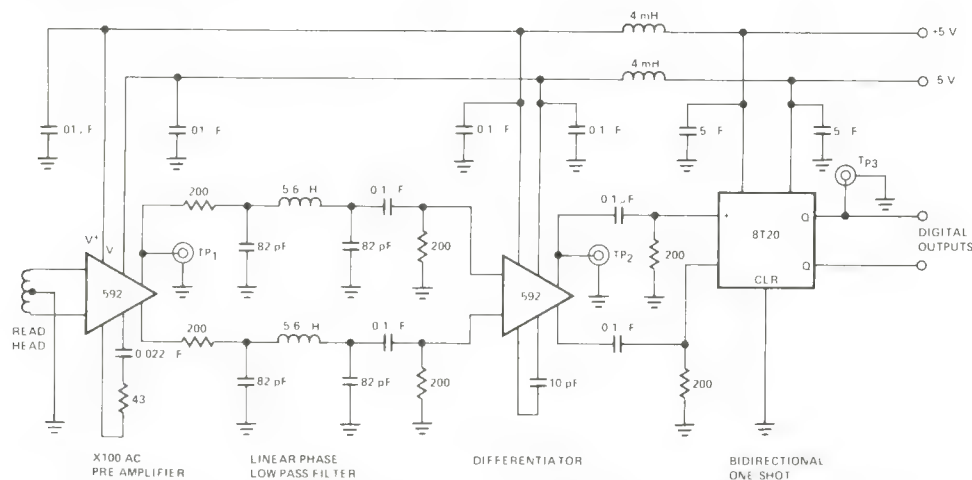 4 mH
+5 V
4 mH
5 V
01 F
01 F
0 1 F
0 1 F
5 F
5 F
TP3
200
5 6 H
0 1 F
0 1 F
V+
V
TP1
82 pF
82 pF
200
592
592
TP2
200
+
8T20
Q
Q
CLR
DIGITAL
OUTPUTS
READ
HEAD
0 022 F
43
200
5 6 H
0 1 F
82 pF
82 pF
200
10 pF
0 1 F
200
X100 AC
PRE AMPLIFIER
LINEAR PHASE
LOW PASS FILTER
DIFFERENTIATOR
BIDIRECTIONAL
ONE SHOT